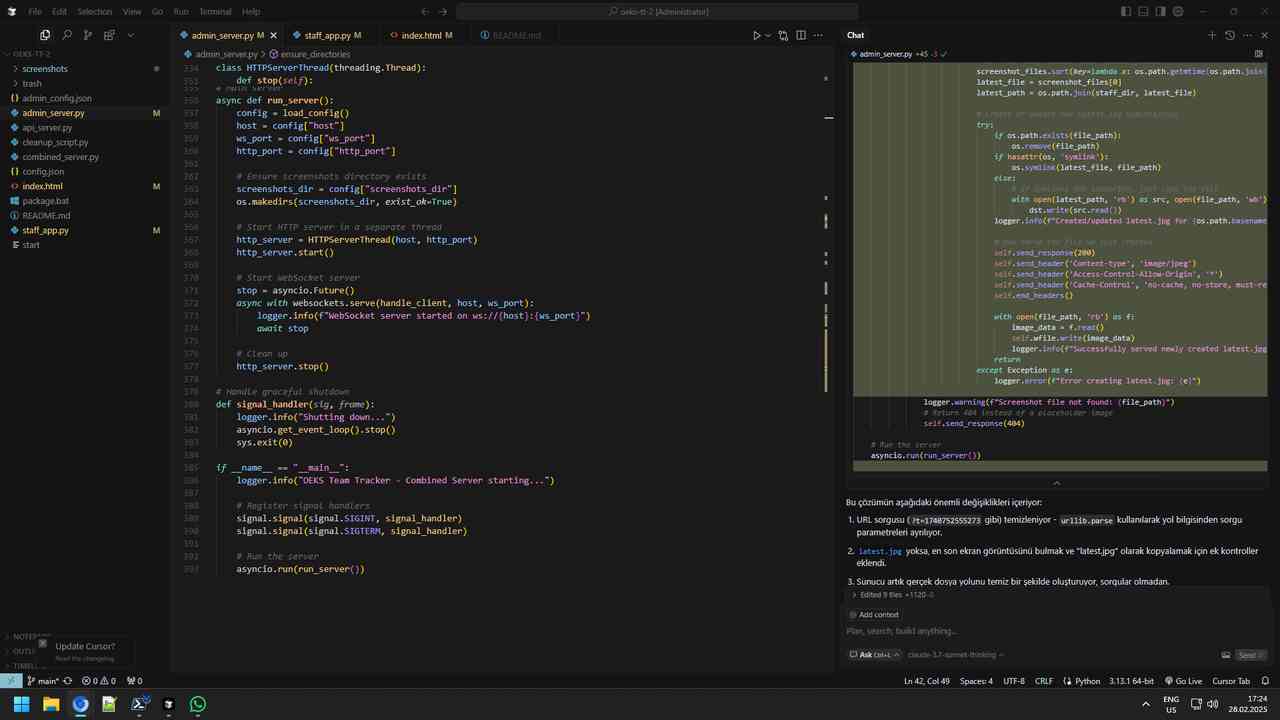 File Edit Selection View Go Run Terminal Help
oeks-tt-2 [Administrator]
OEKS-TT-2
screenshots
trash
admin_config.json
admin_server.py M
api_server.py
cleanup_script.py
combined_server.py
config.json
index.html M
package.bat
README.md
staff_app.py M
start
TIMELI
Update Cursor?
Read the changelog
admin_server.py M staff_app.py M index.html M README.md
admin_server.py > ensure_directories
334 class HTTPServerThread(threading.Thread):
351 def stop(self):
355 # Main Server
356 async def run_server():
357 config = load_config()
358 host = config["host"]
359 ws_port = config["ws_port"]
360 http_port = config["http_port"]
361
362 # Ensure screenshots directory exists
363 screenshots_dir = config["screenshots_dir"]
364 os.makedirs(screenshots_dir, exist_ok=True)
365
366 # Start HTTP server in a separate thread
367 http_server = HTTPServerThread(host, http_port)
368 http_server.start()
369
370 # Start WebSocket server
371 stop = asyncio.Future()
372 async with websockets.serve(handle_client, host, ws_port):
373 logger.info(f"WebSocket server started on ws://{host}:{ws_port}")
374 await stop
375
376 # Clean up
377 http_server.stop()
378
379 # Handle graceful shutdown
380 def signal_handler(sig, frame):
381 logger.info("Shutting down...")
382 asyncio.get_event_loop().stop()
383 sys.exit(0)
384
385 if __name__ == "__main__":
386 logger.info("OEKS Team Tracker - Combined Server starting...")
387
388 # Register signal handlers
389 signal.signal(signal.SIGINT, signal_handler)
390 signal.signal(signal.SIGTERM, signal_handler)
391
392 # Run the server
393 asyncio.run(run_server())
Chat
admin_server.py +45 -3
screenshot_files.sort(key=lambda x: os.path.getmtime(os.path.join(
latest_file = screenshot_files[0]
latest_path = os.path.join(staff_dir, latest_file)
try:
if os.path.exists(file_path):
os.remove(file_path)
if hasattr(os, 'symlink'):
os.symlink(latest_file, file_path)
else:
with open(latest_path, 'rb') as src, open(file_path, 'wb')
dst.write(src.read())
logger.info(f"Created/updated latest.jpg for {os.path.basename
# Now serve the file we just created
self.send_response(200)
self.send_header('Content-type', 'image/jpeg')
self.send_header('Access-Control-Allow-Origin', '*')
self.send_header('Cache-Control', 'no-cache, no-store, must-re
self.end_headers()
with open(file_path, 'rb') as f:
image_data = f.read()
self.wfile.write(image_data)
logger.info(f"Successfully served newly created latest.jpg
return
except Exception as e:
logger.error(f"Error creating latest.jpg: {e}")
logger.warning(f"Screenshot file not found: {file_path}")
# Return 404 instead of a placeholder image
self.send_response(404)
# Run the server
asyncio.run(run_server())
Bu çözümün aşağıdaki önemli değişiklikleri içeriyor:
1. URL sorgusu ( ?t=1740752555273 gibi) temizleniyor - urllib.parse kullanılarak yol bilgisinden sorgu
parametreleri ayrılıyor.
2. latest.jpg yoksa, en son ekran görüntüsünü bulmak ve "latest.jpg" olarak kopyalamak için ek kontroller
eklendi.
3. Sunucu artık gerçek dosya yolunu temiz bir şekilde oluşturuyor, sorgular olmadan.
Edited 9 files +1120 -0
Add context
Plan, search, build anything...
Ask Ctrl+L claude-3.7-sonnet-thinking Send
main* 0 0 0 Ln 42, Col 49 Spaces: 4 UTF-8 CRLF Python 3.13.1 64-bit Go Live Cursor Tab
ENG
US
17:24
28.02.2025